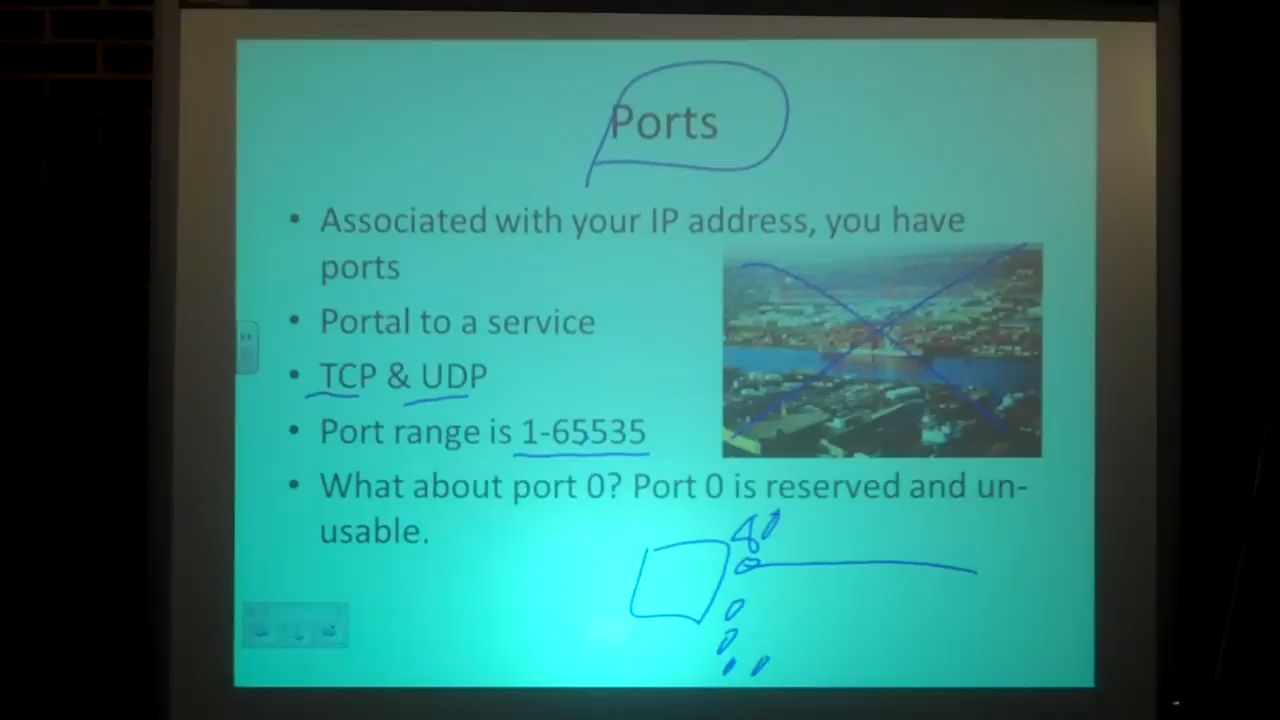 Ports
• Associated with your IP address, you have
ports
• Portal to a service
• TCP & UDP
• Port range is 1-65535
• What about port 0? Port 0 is reserved and un-
usable.
80